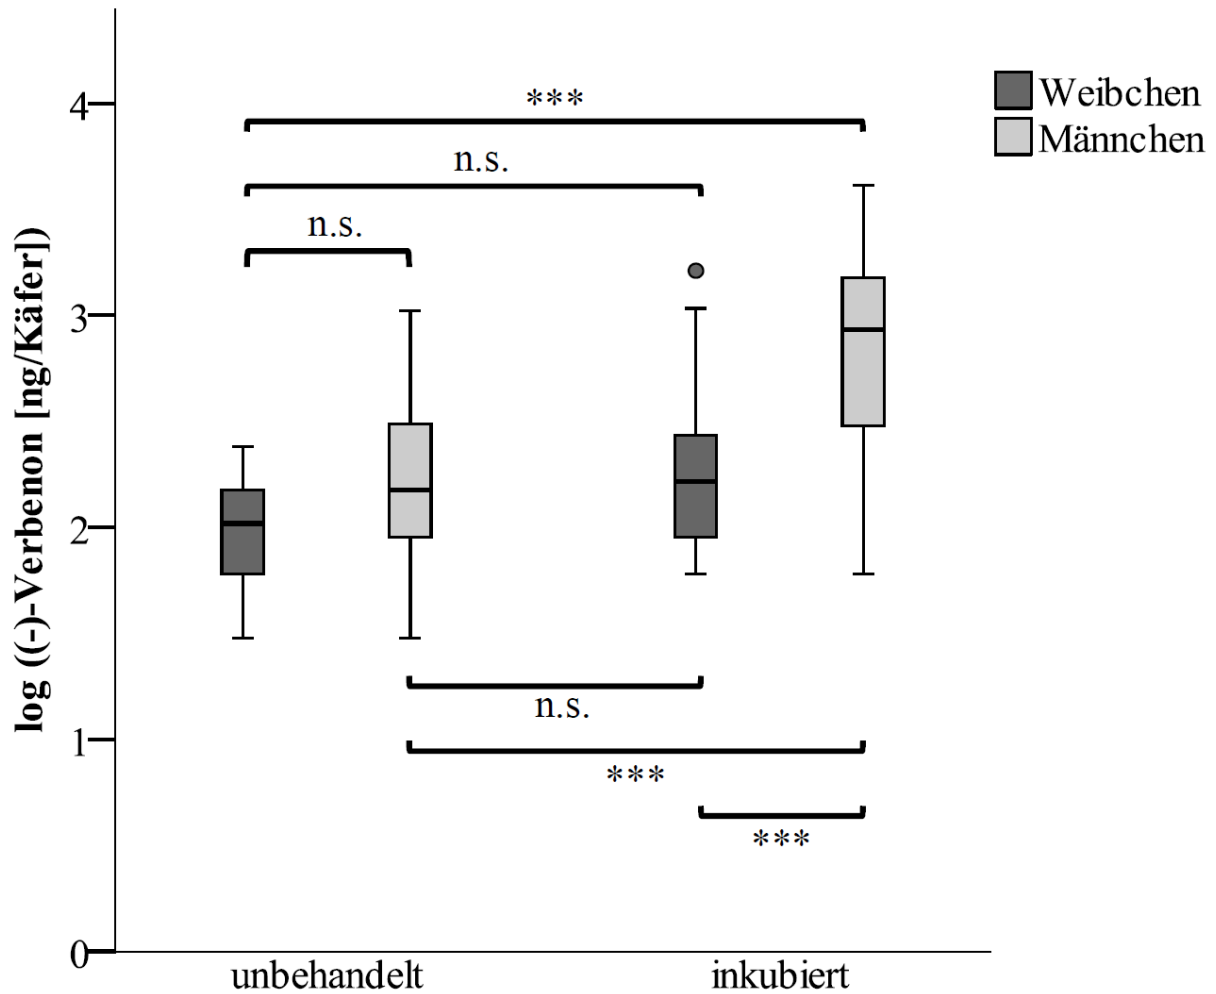 Weibchen
Männchen
4
3
2
1
0
log ((-)-Verbenon [ng/Käfer])
***
n.s.
n.s.
n.s.
***
***
unbehandelt
inkubiert